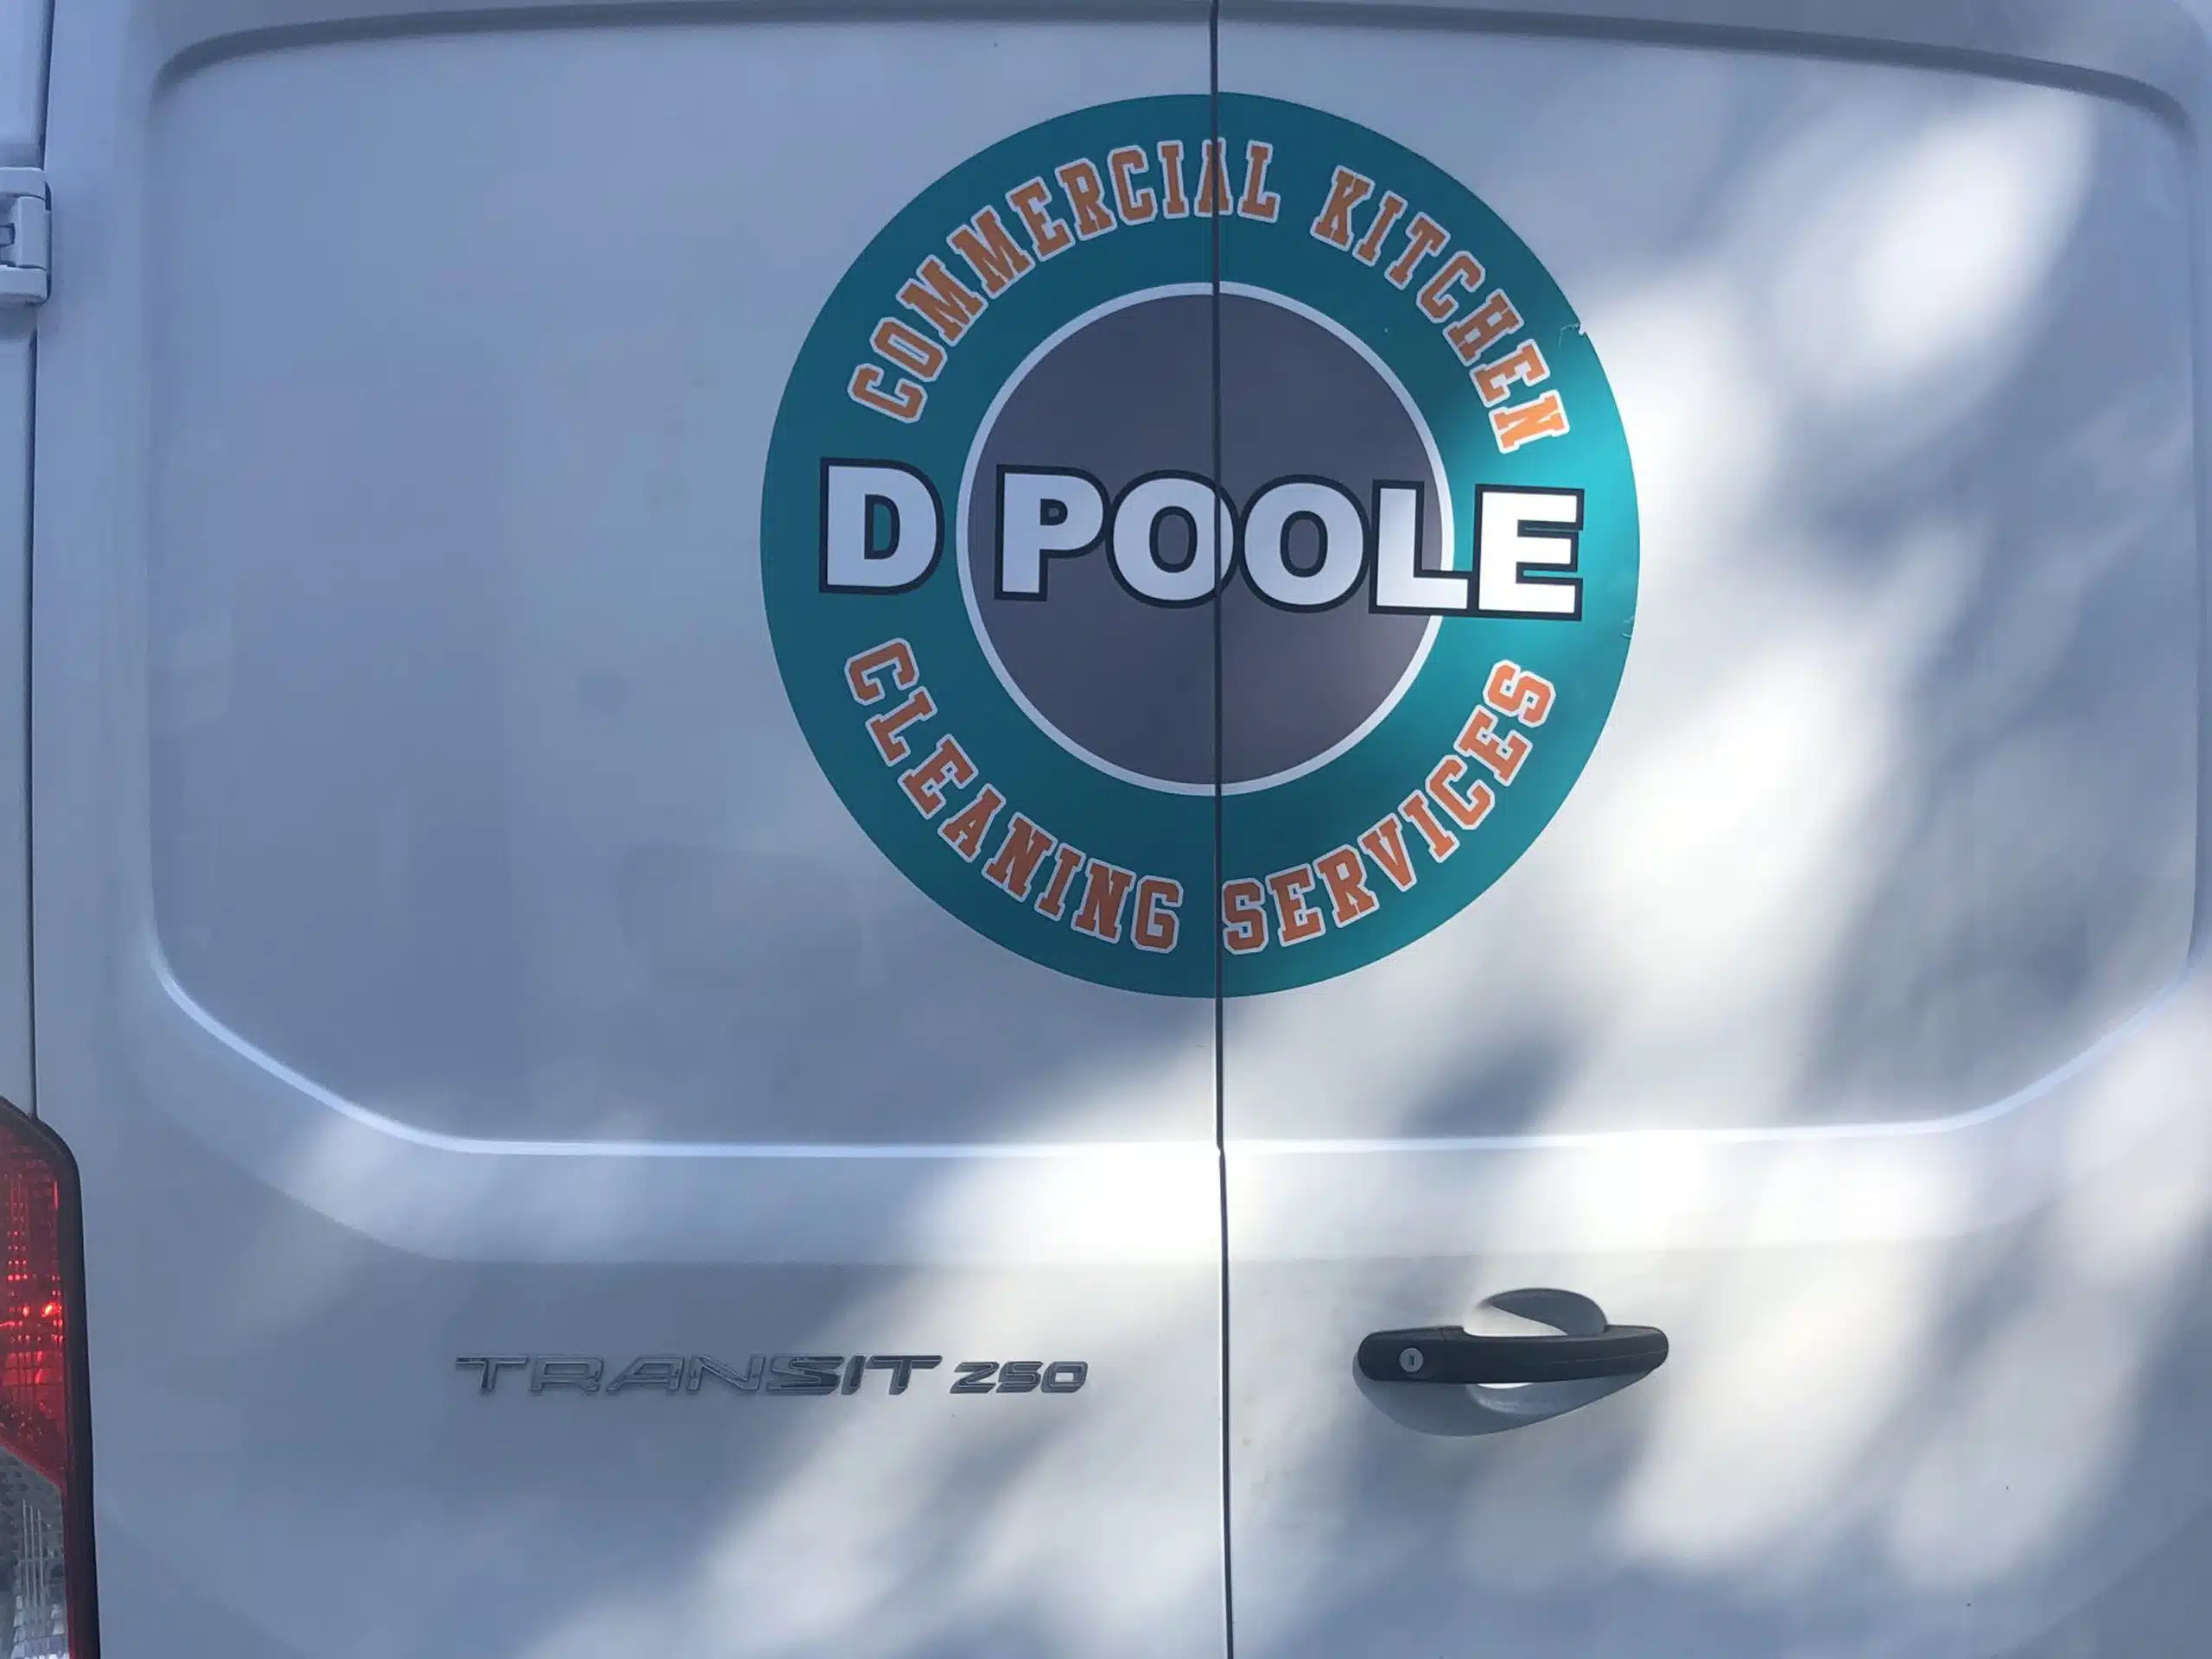 COMMERCIAL KITCHEN
D POOLE
CLEANING SERVICES
TRANSIT 250